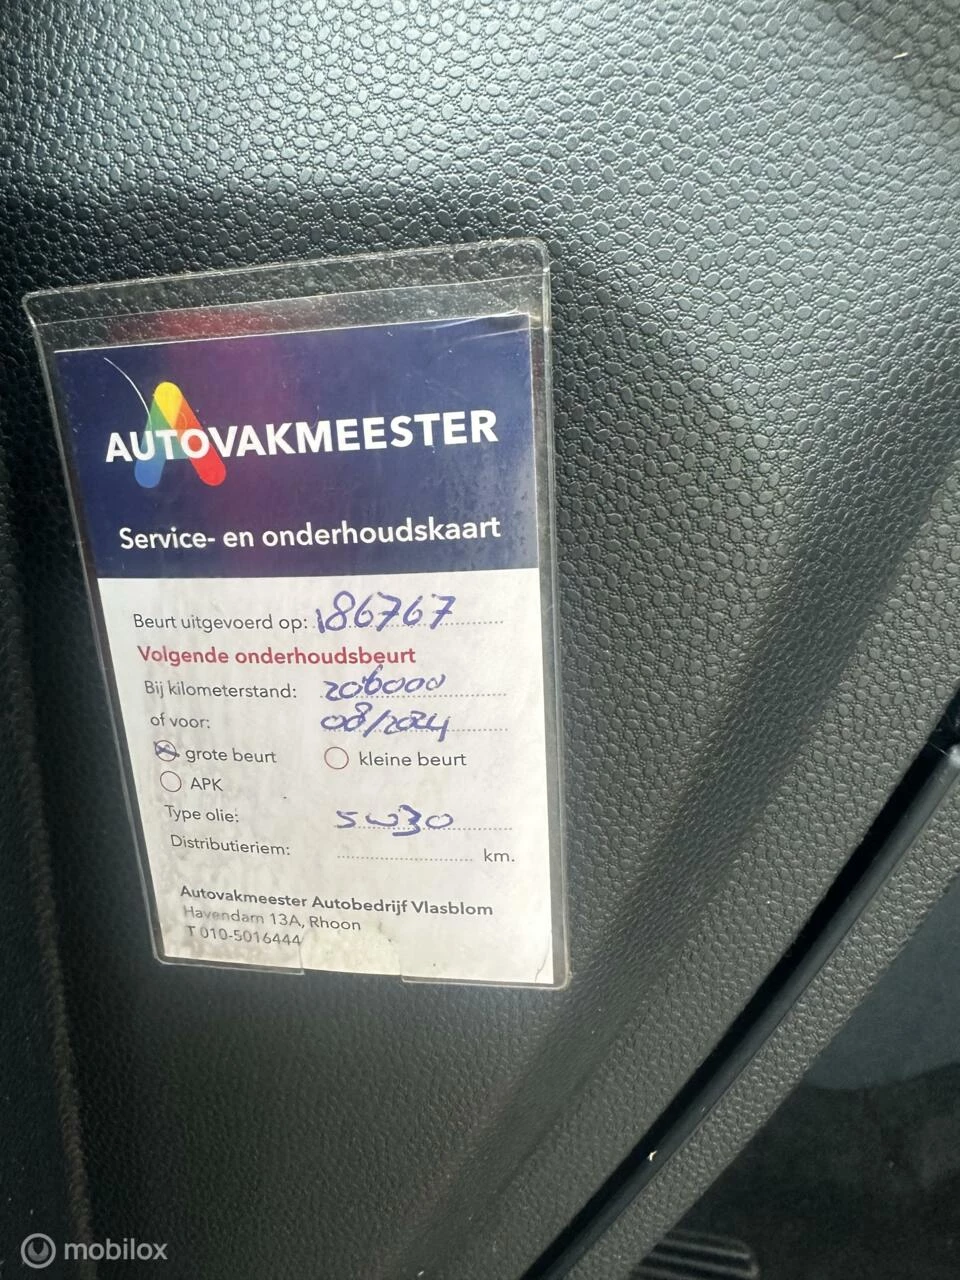 AUTOVAKMEESTER
Service- en onderhoudskaart
Beurt uitgevoerd op: 186767
Volgende onderhoudsbeurt
Bij kilometerstand: 206000
of voor: 08/2024
grote beurt kleine beurt
APK
Type olie: 5W30
Distributieriem: km.
Autovakmeester Autobedrijf Vlasblom
Havendam 13A, Rhoon
T 010-5016444
mobilox